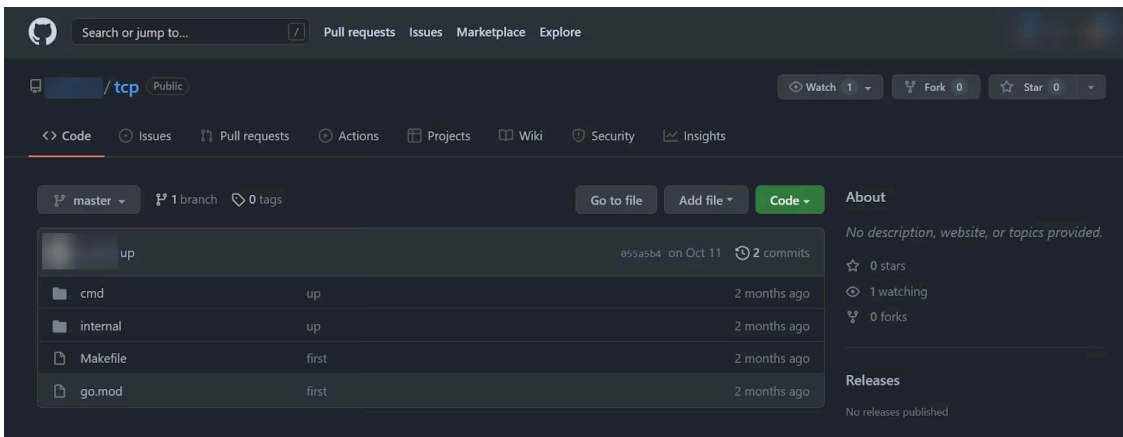 Search or jump to... / Pull requests Issues Marketplace Explore
/ tcp Public Watch 1 Fork 0 Star 0
<> Code Issues Pull requests Actions Projects Wiki Security Insights
master 1 branch 0 tags Go to file Add file Code
About
No description, website, or topics provided.
0 stars
1 watching
0 forks
Releases
No releases published
up 055a5b4 on Oct 11 2 commits
cmd up 2 months ago
internal up 2 months ago
Makefile first 2 months ago
go.mod first 2 months ago